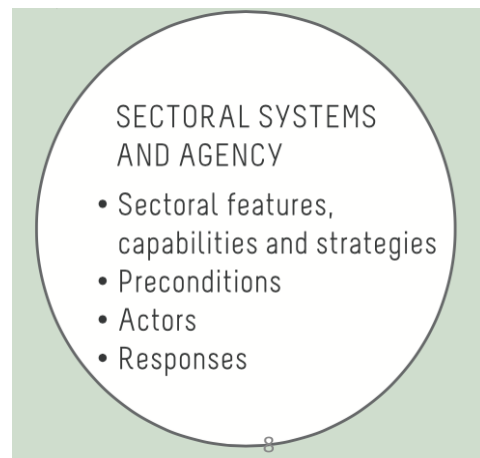 SECTORAL SYSTEMS
AND AGENCY
• Sectoral features,
capabilities and strategies
• Preconditions
• Actors
• Responses
8